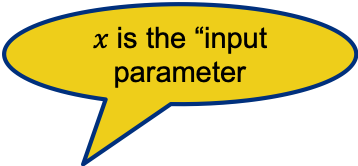 𝑥 is the “input
parameter